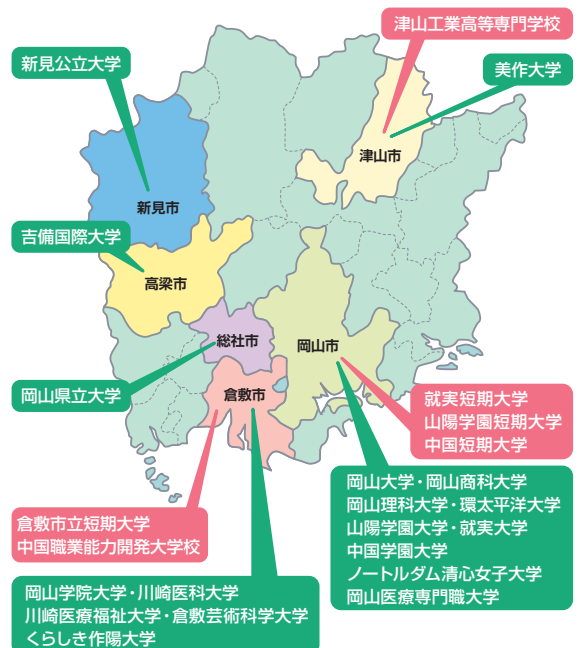 津山工業高等専門学校
新見公立大学
美作大学
津山市
新見市
吉備国際大学
高梁市
総社市
岡山市
岡山県立大学
倉敷市
就実短期大学
山陽学園短期大学
中国短期大学
岡山大学・岡山商科大学
岡山理科大学・環太平洋大学
山陽学園大学・就実大学
中国学園大学
ノートルダム清心女子大学
岡山医療専門職大学
倉敷市立短期大学
中国職業能力開発大学校
岡山学院大学・川崎医科大学
川崎医療福祉大学・倉敷芸術科学大学
くらしき作陽大学